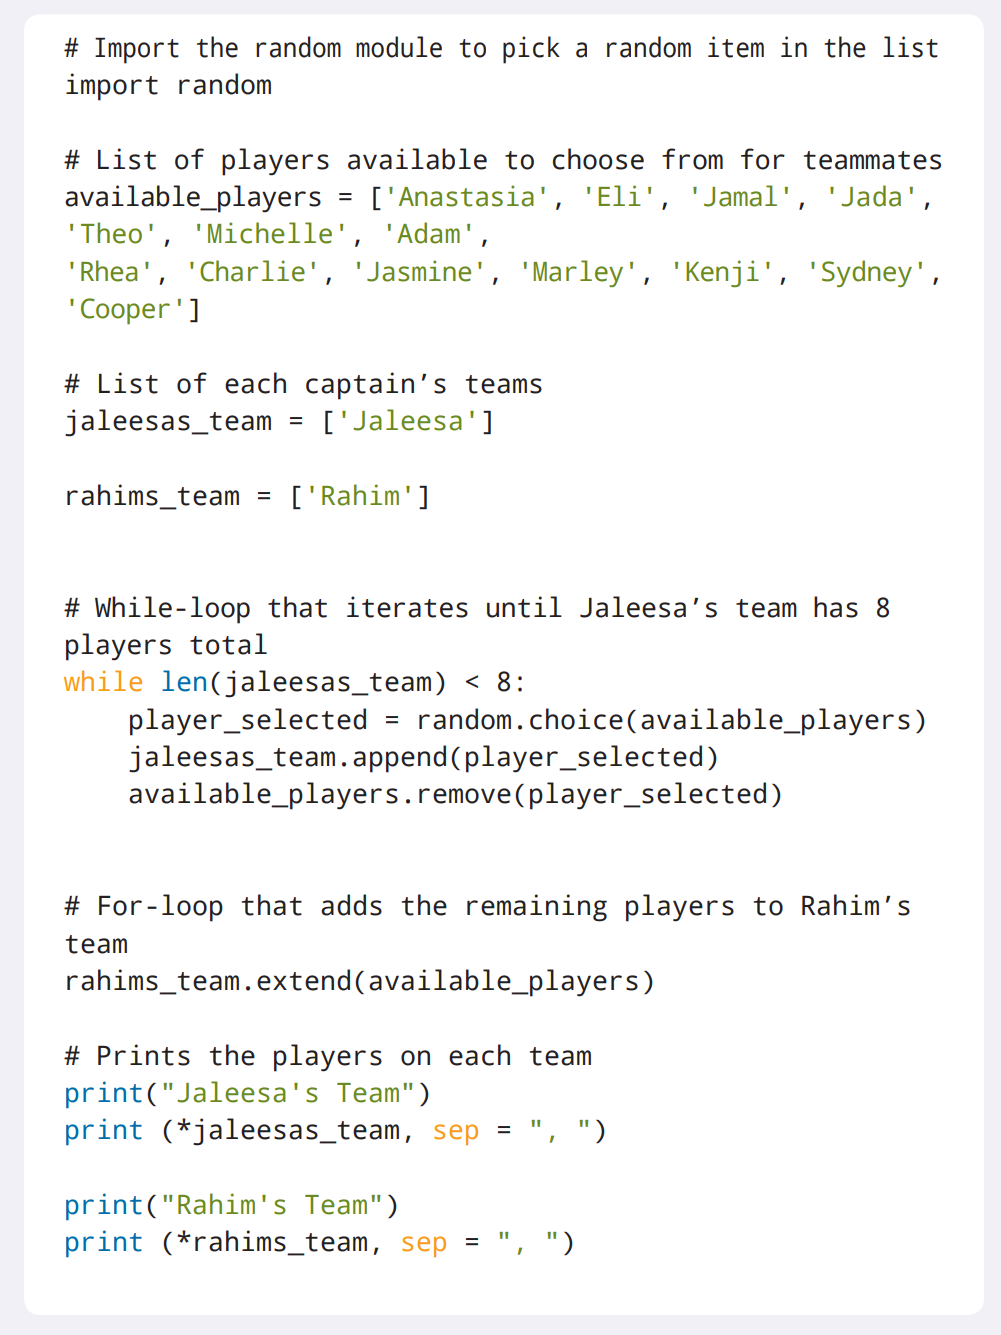 # Import the random module to pick a random item in the list
import random

# List of players available to choose from for teammates
available_players = ['Anastasia', 'Eli', 'Jamal', 'Jada',
'Theo', 'Michelle', 'Adam',
'Rhea', 'Charlie', 'Jasmine', 'Marley', 'Kenji', 'Sydney',
'Cooper']

# List of each captain’s teams
jaleesas_team = ['Jaleesa']

rahims_team = ['Rahim']

# While-loop that iterates until Jaleesa’s team has 8
players total
while len(jaleesas_team) < 8:
    player_selected = random.choice(available_players)
    jaleesas_team.append(player_selected)
    available_players.remove(player_selected)

# For-loop that adds the remaining players to Rahim’s
team
rahims_team.extend(available_players)

# Prints the players on each team
print("Jaleesa's Team")
print (*jaleesas_team, sep = ", ")

print("Rahim's Team")
print (*rahims_team, sep = ", ")